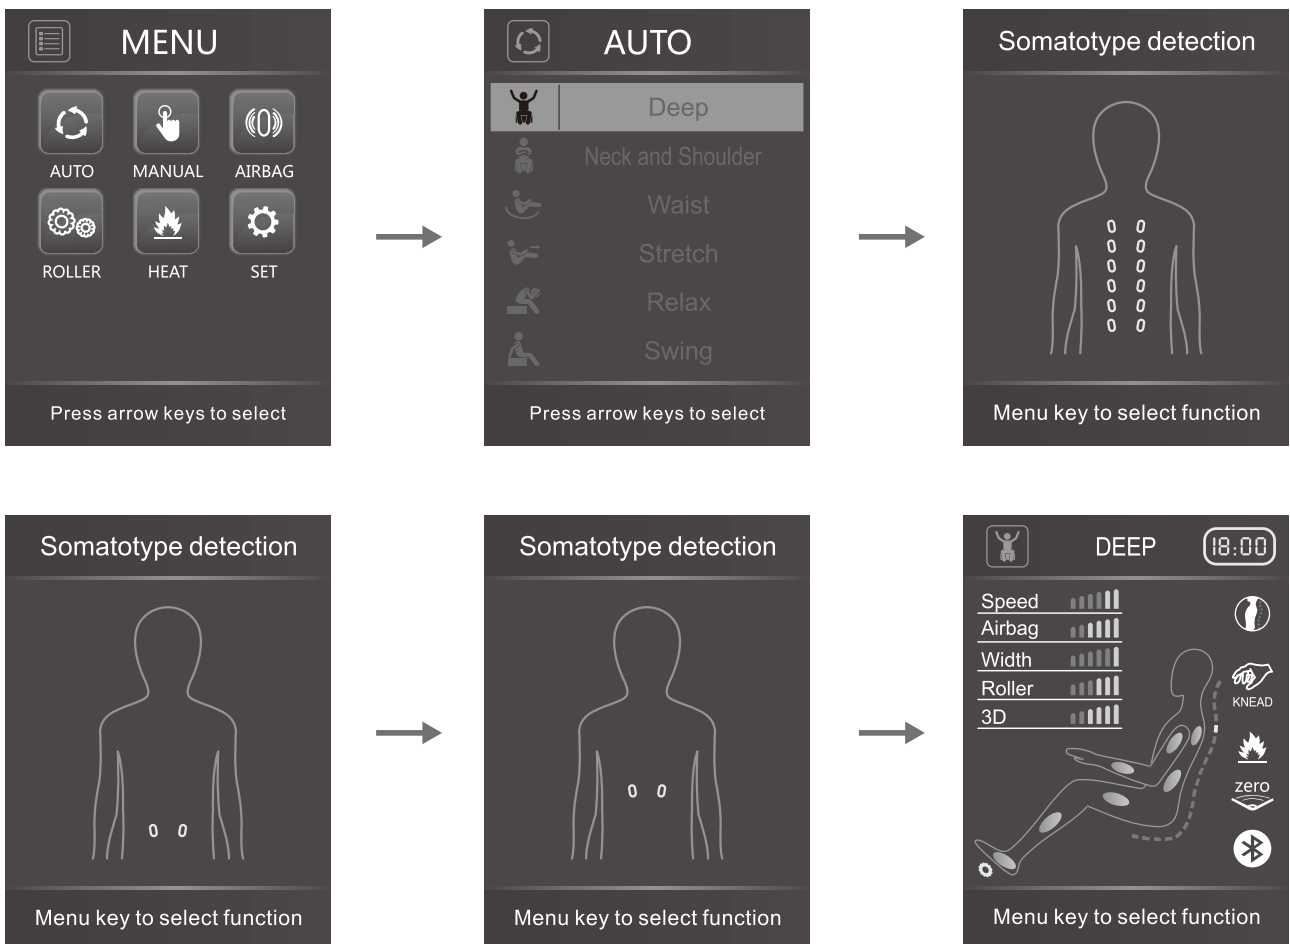 MENU
AUTO
MANUAL
AIRBAG
ROLLER
HEAT
SET
Press arrow keys to select
AUTO
Deep
Neck and Shoulder
Waist
Stretch
Relax
Swing
Press arrow keys to select
Somatotype detection
Menu key to select function
Somatotype detection
Menu key to select function
Somatotype detection
Menu key to select function
DEEP
18:00
Speed
Airbag
Width
Roller
3D
KNEAD
zero
Menu key to select function